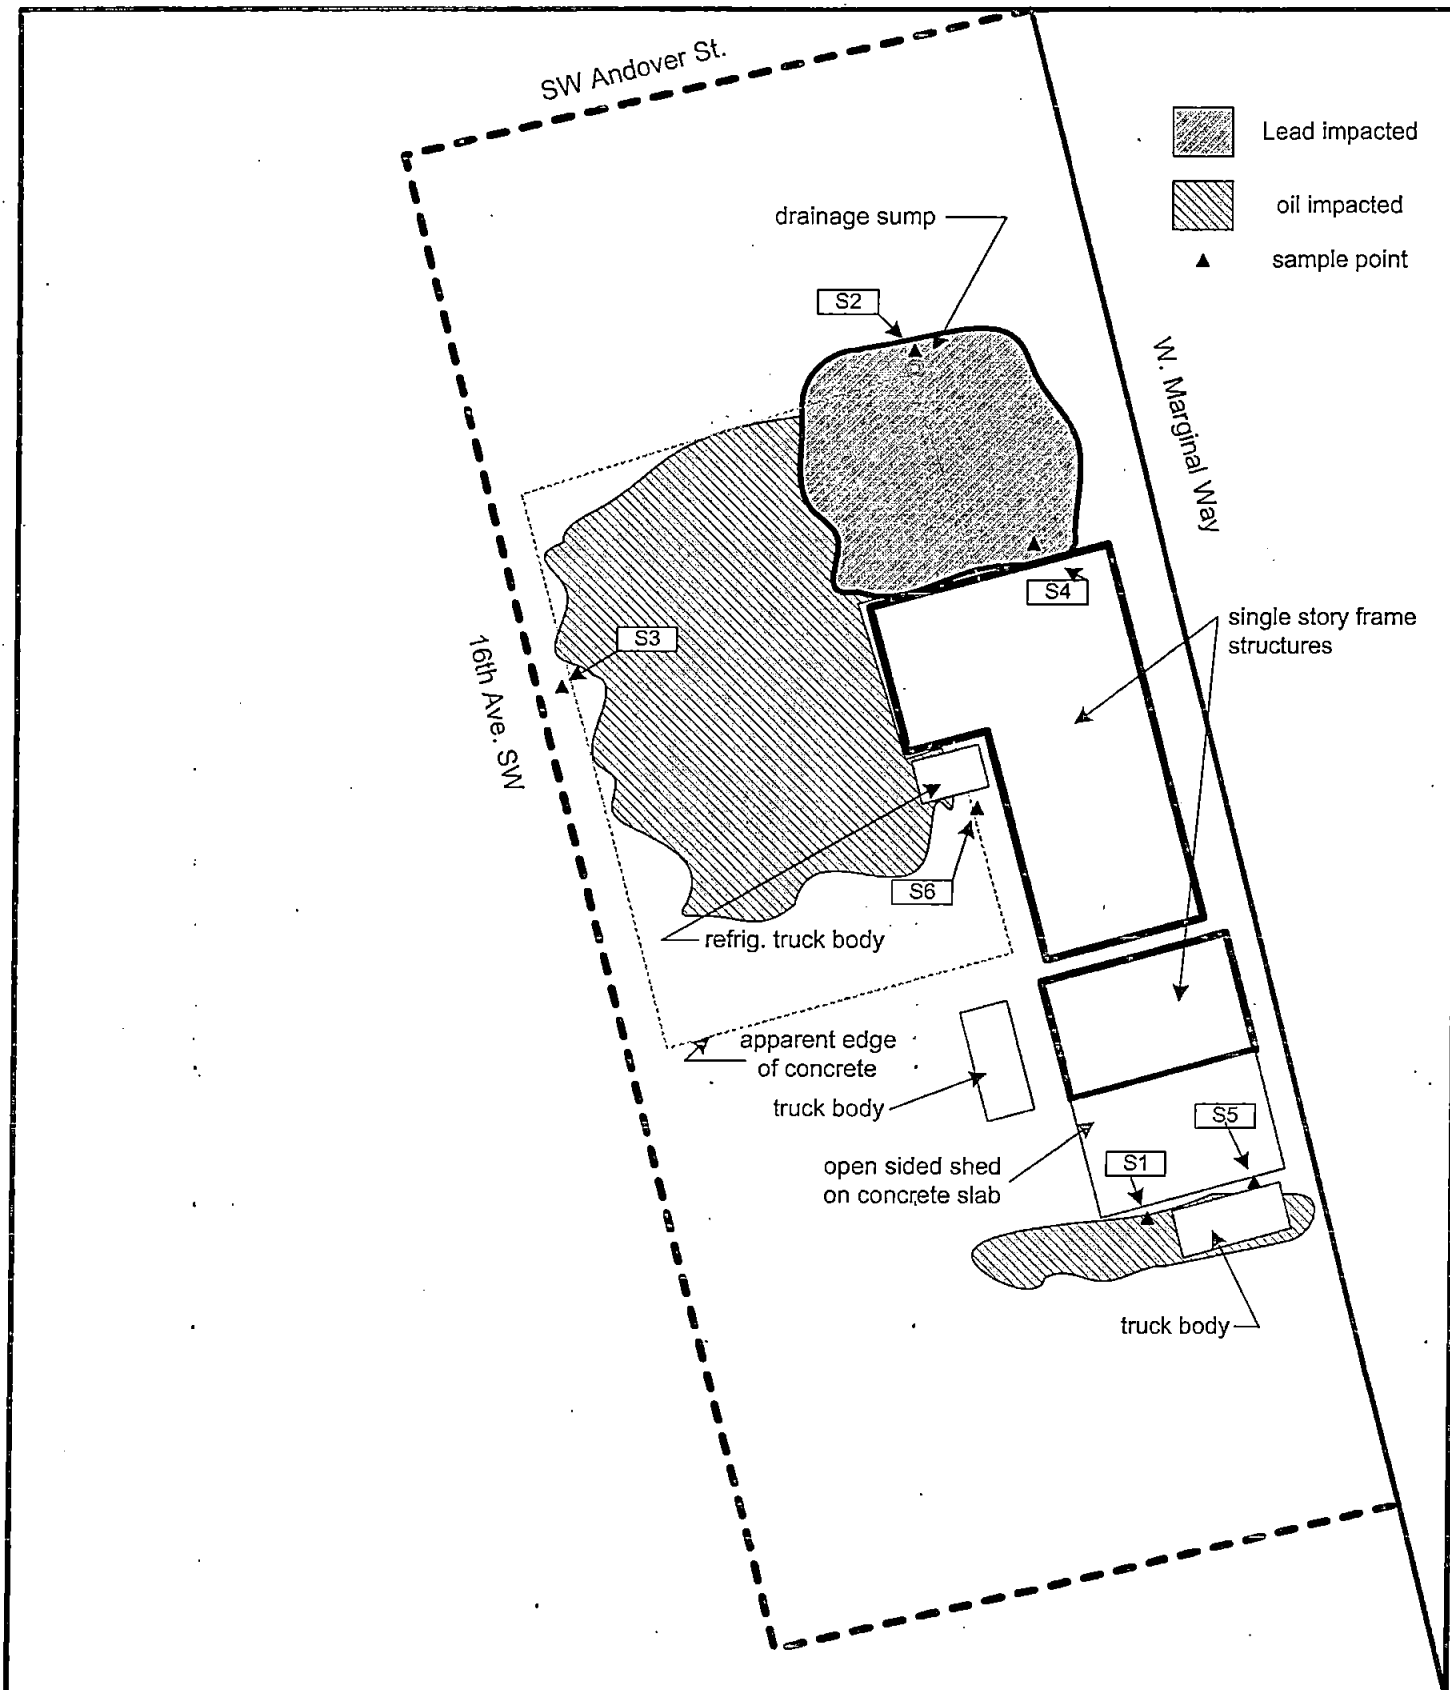 SW Andover St.
Lead impacted
oil impacted
sample point
drainage sump
S2
W. Marginal Way
S4
S3
16th Ave. SW
single story frame
structures
S6
refrig. truck body
apparent edge
of concrete
truck body
S5
S1
open sided shed
on concrete slab
truck body